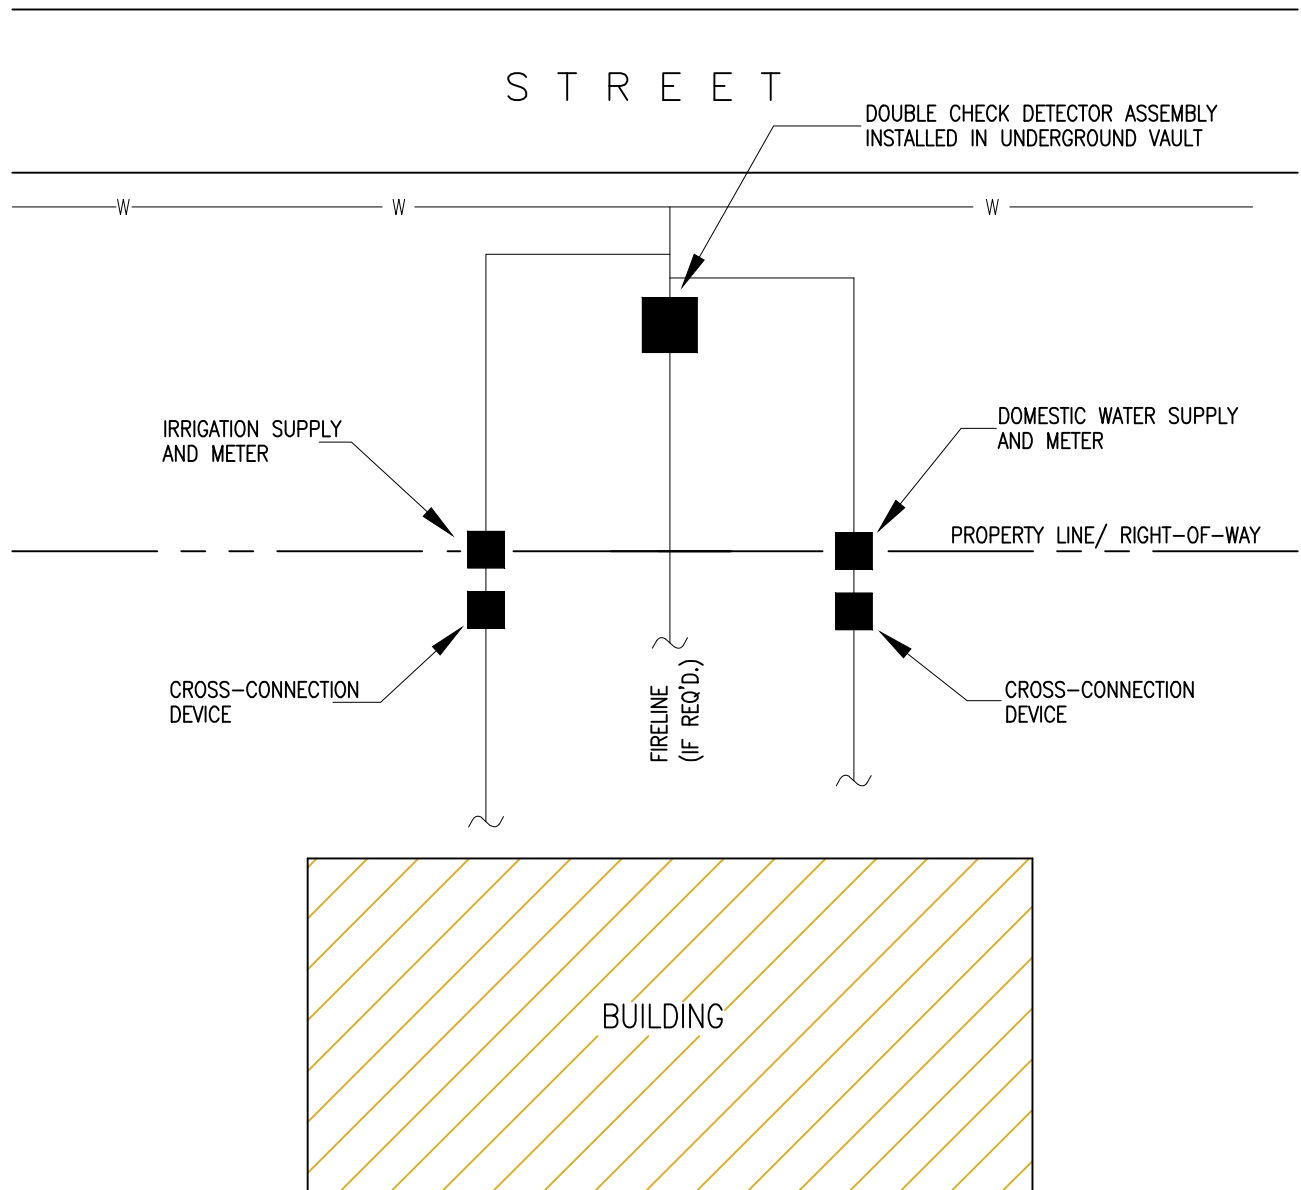 STREET
DOUBLE CHECK DETECTOR ASSEMBLY
INSTALLED IN UNDERGROUND VAULT
W W W
IRRIGATION SUPPLY
AND METER
DOMESTIC WATER SUPPLY
AND METER
PROPERTY LINE/ RIGHT-OF-WAY
CROSS-CONNECTION
DEVICE
FIRELINE
(IF REQ'D.)
CROSS-CONNECTION
DEVICE
BUILDING